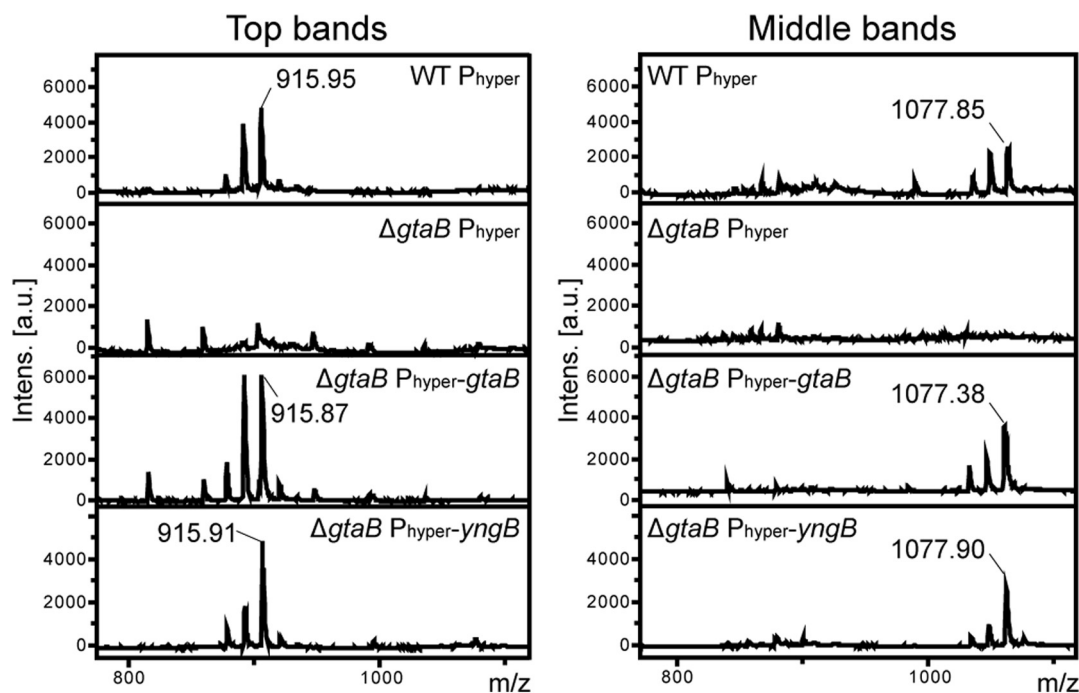 Top bands
Middle bands
Intens. [a.u.]
6000
4000
2000
0
WT Phyper
915.95
6000
4000
2000
0
ΔgtaB Phyper
6000
4000
2000
0
ΔgtaB Phyper-gtaB
915.87
4000
2000
0
ΔgtaB Phyper-yngB
915.91
800
1000
m/z
Intens. [a.u.]
6000
4000
2000
0
WT Phyper
1077.85
6000
4000
2000
0
ΔgtaB Phyper
6000
4000
2000
0
ΔgtaB Phyper-gtaB
1077.38
4000
2000
0
ΔgtaB Phyper-yngB
1077.90
800
1000
m/z